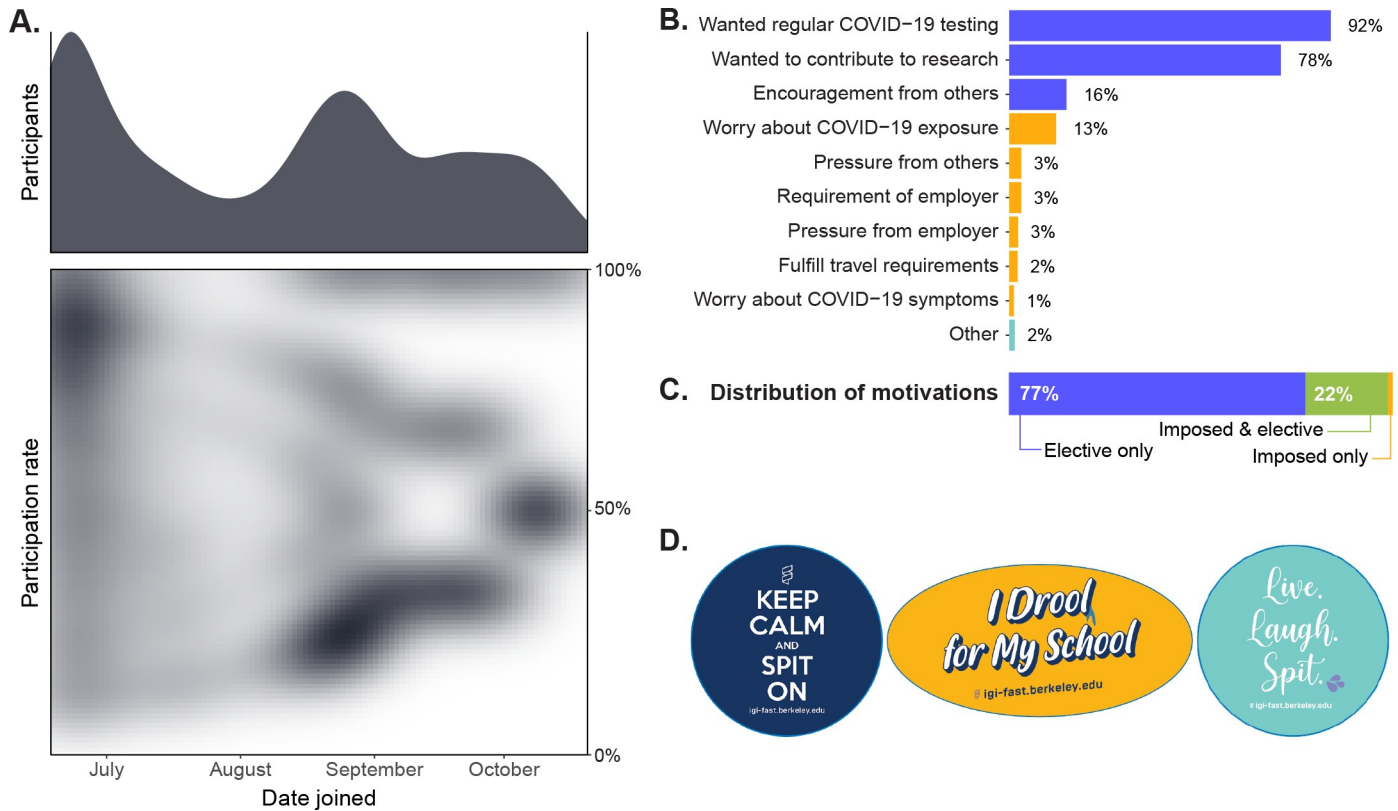 A.
Participants
100%
50%
0%
Participation rate
July August September October
Date joined
B.
Wanted regular COVID−19 testing 92%
Wanted to contribute to research 78%
Encouragement from others 16%
Worry about COVID−19 exposure 13%
Pressure from others 3%
Requirement of employer 3%
Pressure from employer 3%
Fulfill travel requirements 2%
Worry about COVID−19 symptoms 1%
Other 2%
C.
Distribution of motivations 77% 22%
Imposed & elective
Elective only
Imposed only
D.
KEEP
CALM
AND
SPIT
ON
igi-fast.berkeley.edu
I Drool
for My School
igi-fast.berkeley.edu
Live.
Laugh.
Spit.
igi-fast.berkeley.edu